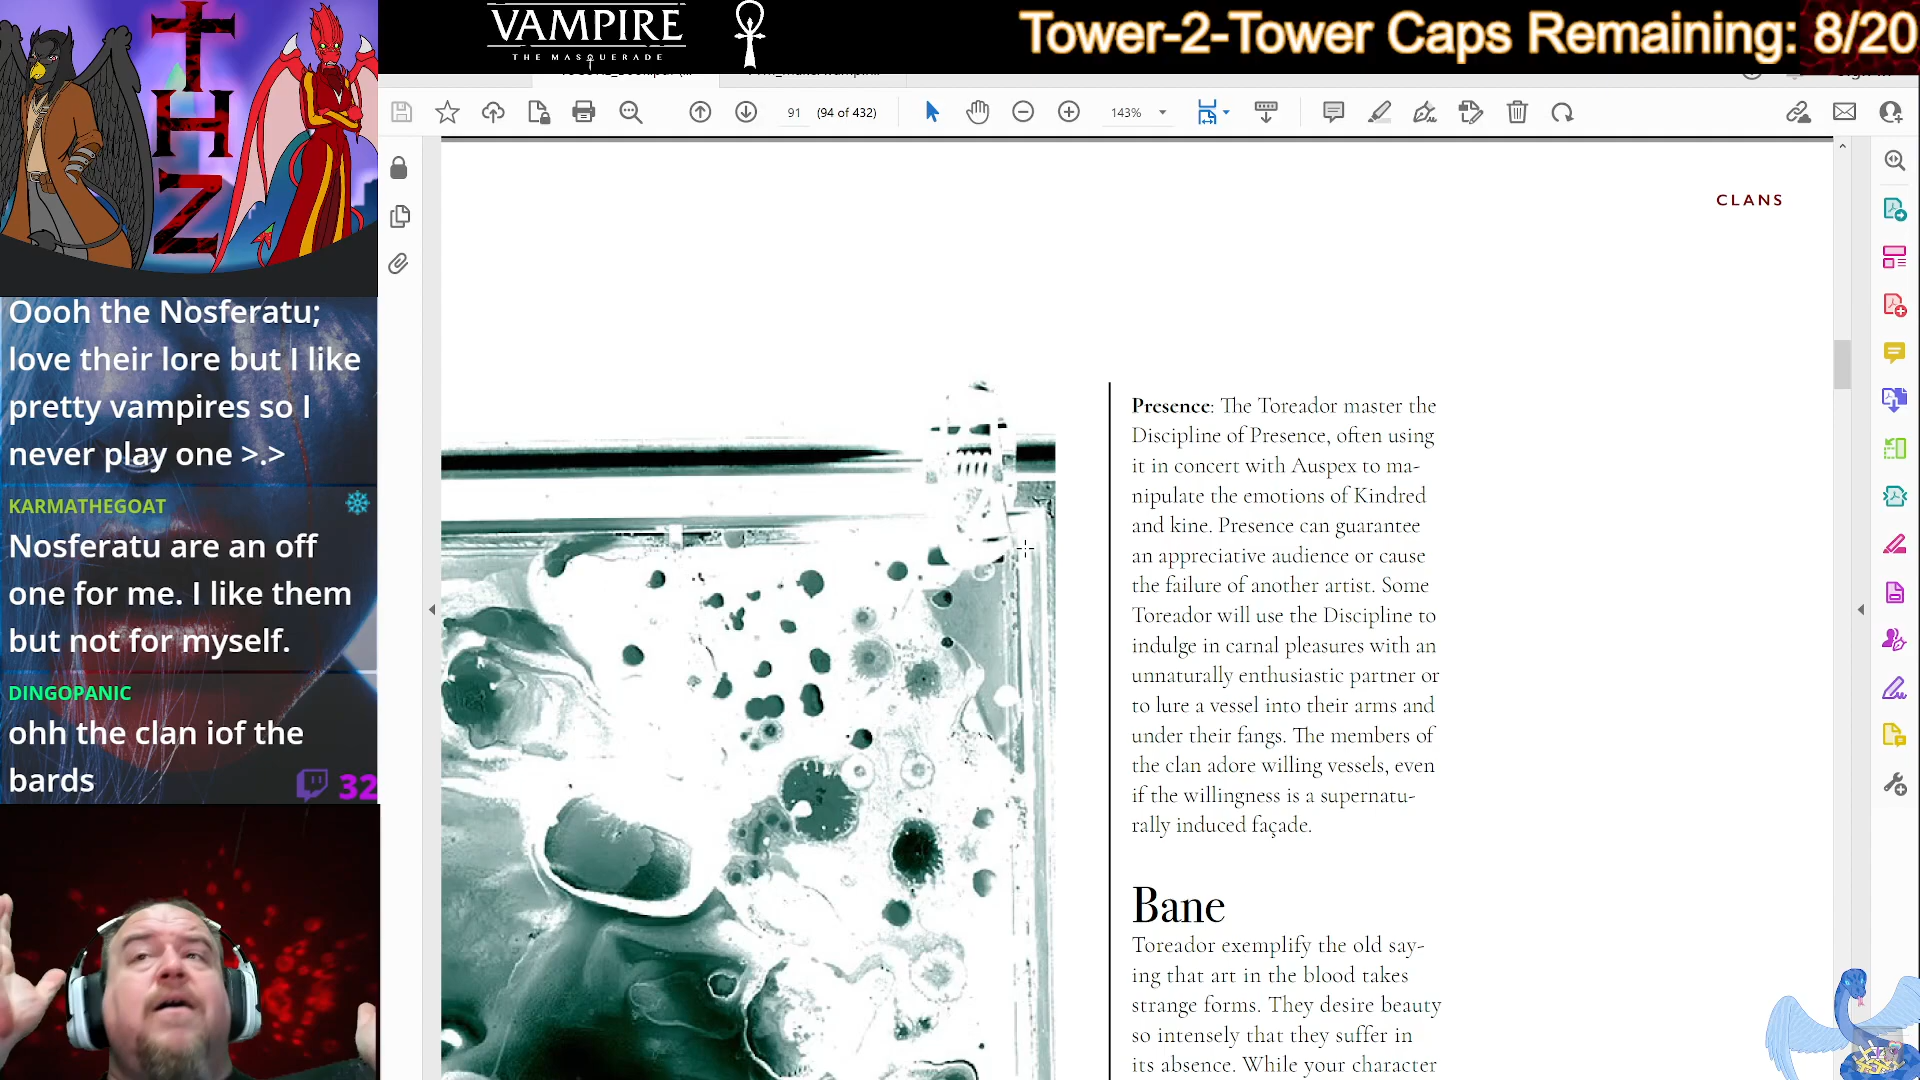 THZ
VAMPIRE
THE MASQUERADE
Tower-2-Tower Caps Remaining: 8/20
91 (94 of 432)
143%
CLANS
Oooh the Nosferatu;
love their lore but I like
pretty vampires so I
never play one >.>
KARMATHEGOAT
Nosferatu are an off
one for me. I like them
but not for myself.
DINGOPANIC
ohh the clan iof the
bards
32
Presence: The Toreador master the
Discipline of Presence, often using
it in concert with Auspex to ma-
nipulate the emotions of Kindred
and kine. Presence can guarantee
an appreciative audience or cause
the failure of another artist. Some
Toreador will use the Discipline to
indulge in carnal pleasures with an
unnaturally enthusiastic partner or
to lure a vessel into their arms and
under their fangs. The members of
the clan adore willing vessels, even
if the willingness is a supernatu-
rally induced façade.
Bane
Toreador exemplify the old say-
ing that art in the blood takes
strange forms. They desire beauty
so intensely that they suffer in
its absence. While your character